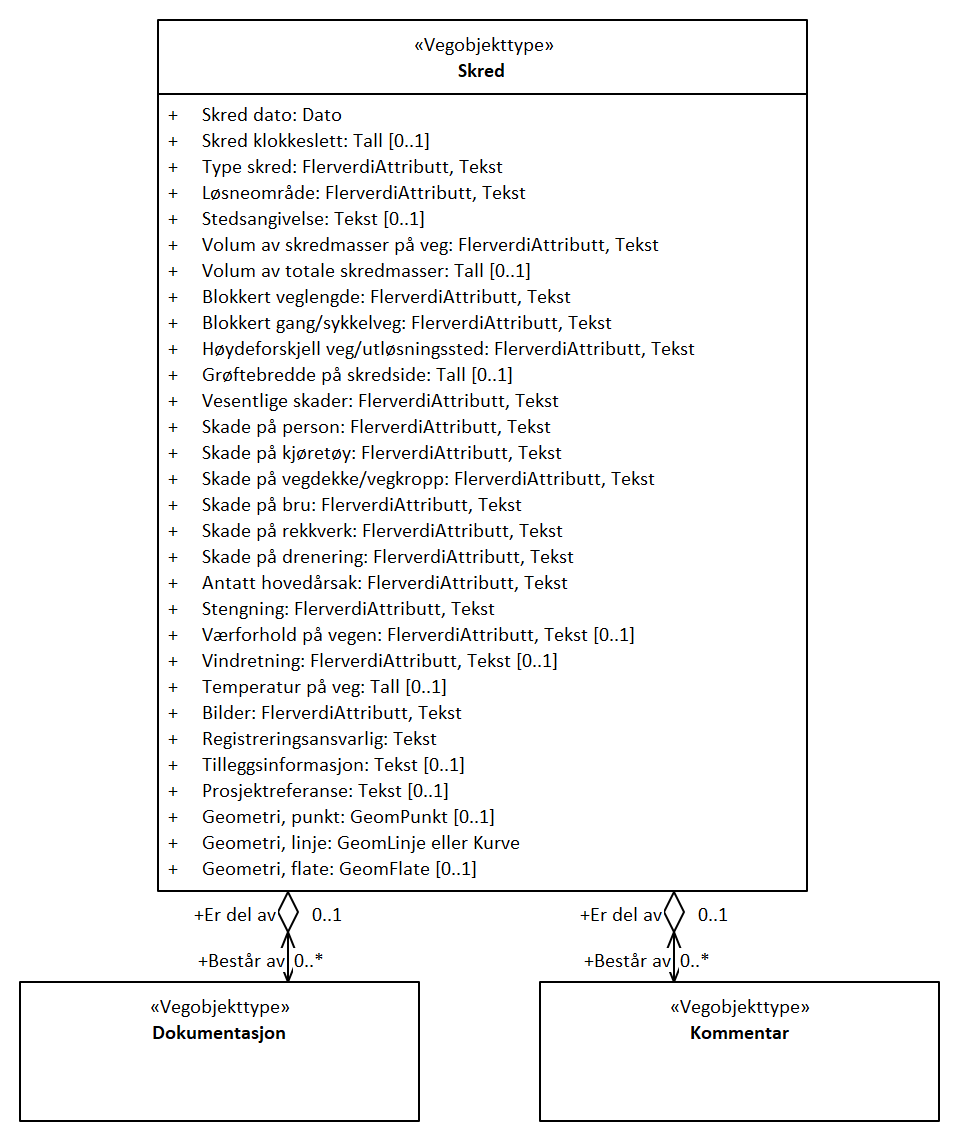 «Vegobjekttype»
Skred
+ Skred dato: Dato
+ Skred klokkeslett: Tall [0..1]
+ Type skred: FlerverdiAttributt, Tekst
+ Løsneområde: FlerverdiAttributt, Tekst
+ Stedsangivelse: Tekst [0..1]
+ Volum av skredmasser på veg: FlerverdiAttributt, Tekst
+ Volum av totale skredmasser: Tall [0..1]
+ Blokkert veglengde: FlerverdiAttributt, Tekst
+ Blokkert gang/sykkelveg: FlerverdiAttributt, Tekst
+ Høydeforskjell veg/utløsningssted: FlerverdiAttributt, Tekst
+ Grøftebredde på skredside: Tall [0..1]
+ Vesentlige skader: FlerverdiAttributt, Tekst
+ Skade på person: FlerverdiAttributt, Tekst
+ Skade på kjøretøy: FlerverdiAttributt, Tekst
+ Skade på vegdekke/vegkropp: FlerverdiAttributt, Tekst
+ Skade på bru: FlerverdiAttributt, Tekst
+ Skade på rekkverk: FlerverdiAttributt, Tekst
+ Skade på drenering: FlerverdiAttributt, Tekst
+ Antatt hovedårsak: FlerverdiAttributt, Tekst
+ Stengning: FlerverdiAttributt, Tekst
+ Værforhold på vegen: FlerverdiAttributt, Tekst [0..1]
+ Vindretning: FlerverdiAttributt, Tekst [0..1]
+ Temperatur på veg: Tall [0..1]
+ Bilder: FlerverdiAttributt, Tekst
+ Registreringsansvarlig: Tekst
+ Tilleggsinformasjon: Tekst [0..1]
+ Prosjektreferanse: Tekst [0..1]
+ Geometri, punkt: GeomPunkt [0..1]
+ Geometri, linje: GeomLinje eller Kurve
+ Geometri, flate: GeomFlate [0..1]
+Er del av 0..1 +Er del av 0..1
+Består av 0..* +Består av 0..*
«Vegobjekttype»
Dokumentasjon
«Vegobjekttype»
Kommentar